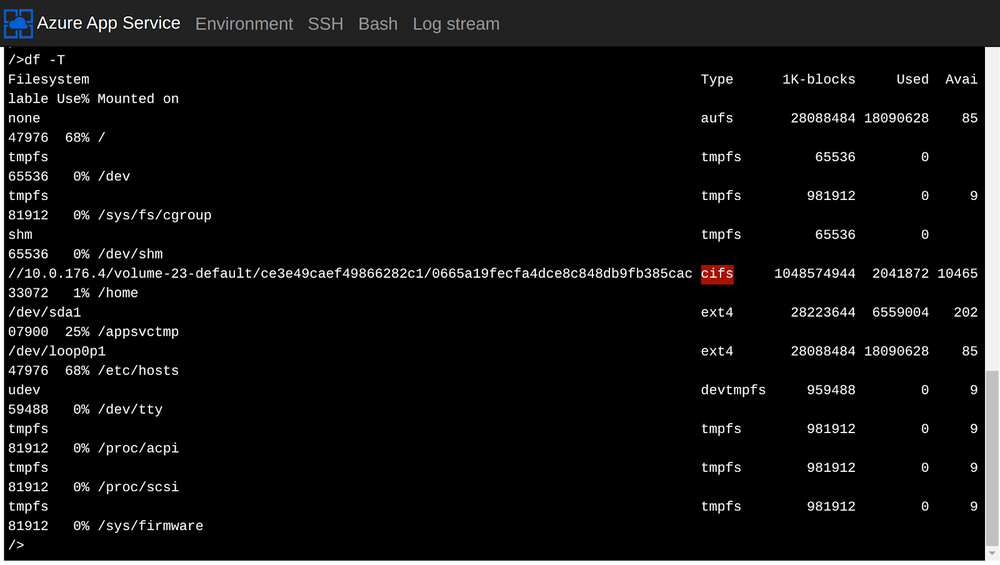 Azure App Service Environment SSH Bash Log stream
/>df -T
Filesystem Type 1K-blocks Used Avai
lable Use% Mounted on
none aufs 28088484 18090628 85
47976 68% /
tmpfs tmpfs 65536 0
65536 0% /dev
tmpfs tmpfs 981912 0 9
81912 0% /sys/fs/cgroup
shm tmpfs 65536 0
65536 0% /dev/shm
//10.0.176.4/volume-23-default/ce3e49caef49866282c1/0665a19fecfa4dce8c848db9fb385cac cifs 1048574944 2041872 10465
33072 1% /home
/dev/sda1 ext4 28223644 6559004 202
07900 25% /appsvctmp
/dev/loop0p1 ext4 28088484 18090628 85
47976 68% /etc/hosts
udev devtmpfs 959488 0 9
59488 0% /dev/tty
tmpfs tmpfs 981912 0 9
81912 0% /proc/acpi
tmpfs tmpfs 981912 0 9
81912 0% /proc/scsi
tmpfs tmpfs 981912 0 9
81912 0% /sys/firmware
/>